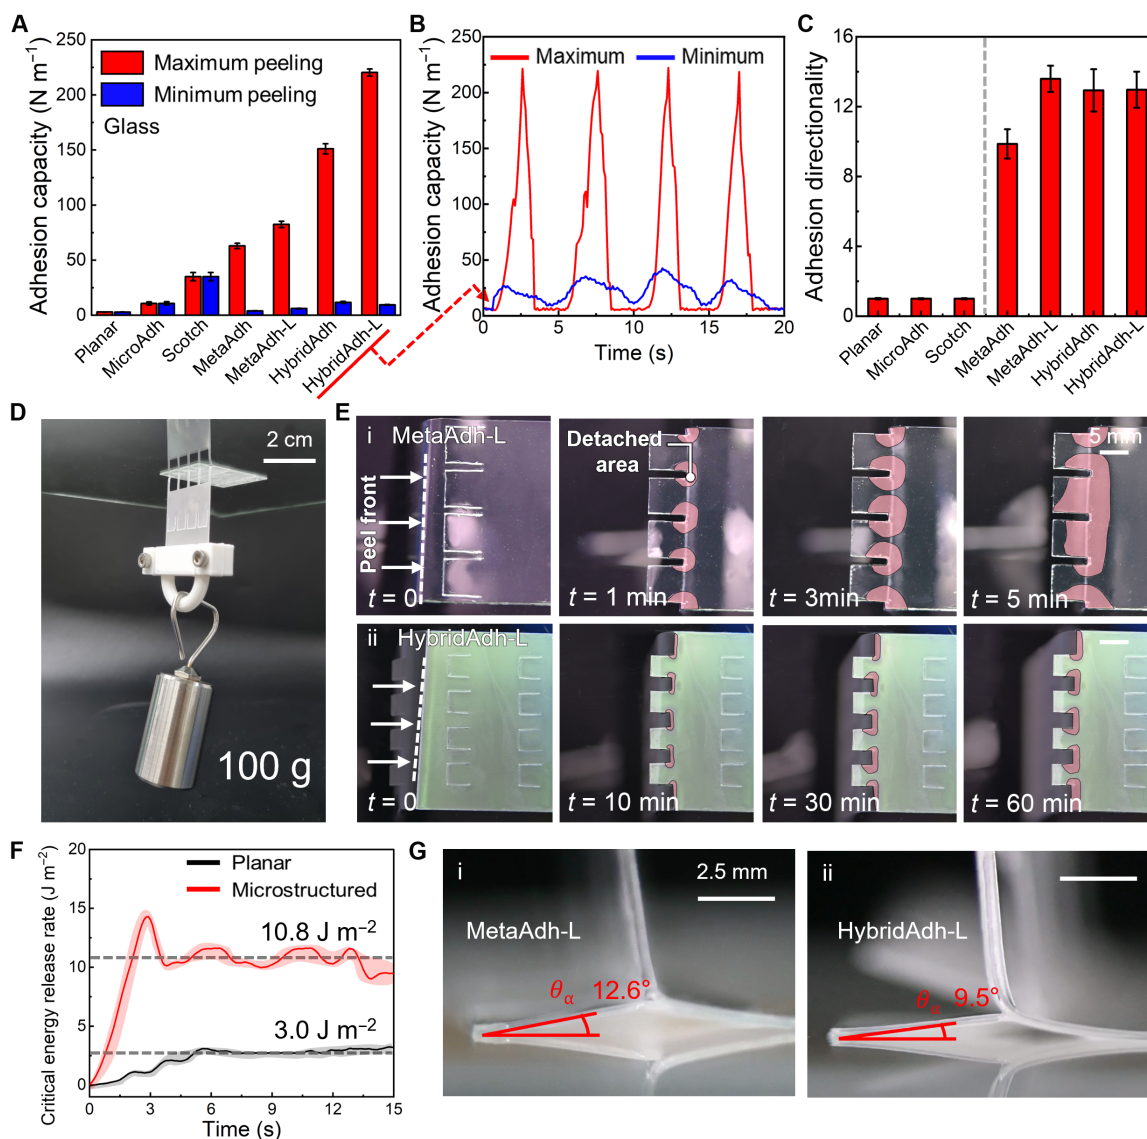 A
Adhesion capacity (N m⁻¹)
250
200
150
100
50
0
Maximum peeling
Minimum peeling
Glass
Planar
MicroAdh
Scotch
MetaAdh
MetaAdh-L
HybridAdh
HybridAdh-L
B
Adhesion capacity (N m⁻¹)
250
200
150
100
50
0
Maximum
Minimum
0
5
10
15
20
Time (s)
C
Adhesion directionality
16
12
8
4
0
Planar
MicroAdh
Scotch
MetaAdh
MetaAdh-L
HybridAdh
HybridAdh-L
D
2 cm
100 g
E
i
MetaAdh-L
Peel front
t = 0
Detached
area
t = 1 min
t = 3min
5 mm
t = 5 min
ii
HybridAdh-L
t = 0
t = 10 min
t = 30 min
t = 60 min
F
Critical energy release rate (J m⁻²)
20
15
10
5
0
Planar
Microstructured
10.8 J m⁻²
3.0 J m⁻²
0
3
6
9
12
15
Time (s)
G
i
2.5 mm
MetaAdh-L
θα 12.6°
ii
HybridAdh-L
θα 9.5°